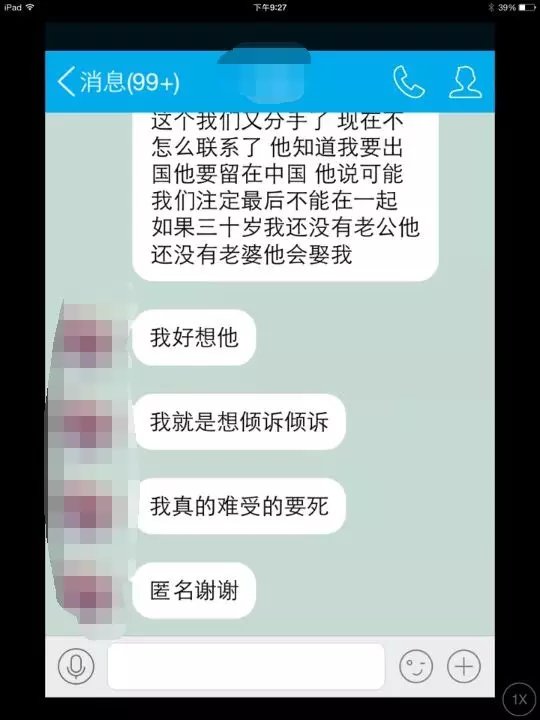 iPad
下午9:27
39%
消息(99+)
这个我们又分手了 现在不
怎么联系了 他知道我要出
国他要留在中国 他说可能
我们注定最后不能在一起
如果三十岁我还没有老公他
还没有老婆他会娶我
我好想他
我就是想倾诉倾诉
我真的难受的要死
匿名谢谢
1X